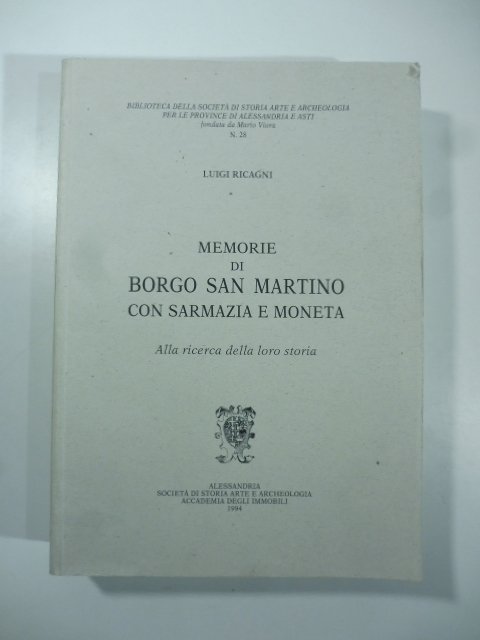 BIBLIOTECA DELLA SOCIETÀ DI STORIA ARTE E ARCHEOLOGIA
PER LE PROVINCE DI ALESSANDRIA E ASTI
fondata da Mario Viora
N. 28
LUIGI RICAGNI
MEMORIE
DI
BORGO SAN MARTINO
CON SARMAZIA E MONETA
Alla ricerca della loro storia
ALESSANDRIA
SOCIETÀ DI STORIA ARTE E ARCHEOLOGIA
ACCADEMIA DEGLI IMMOBILI
1994